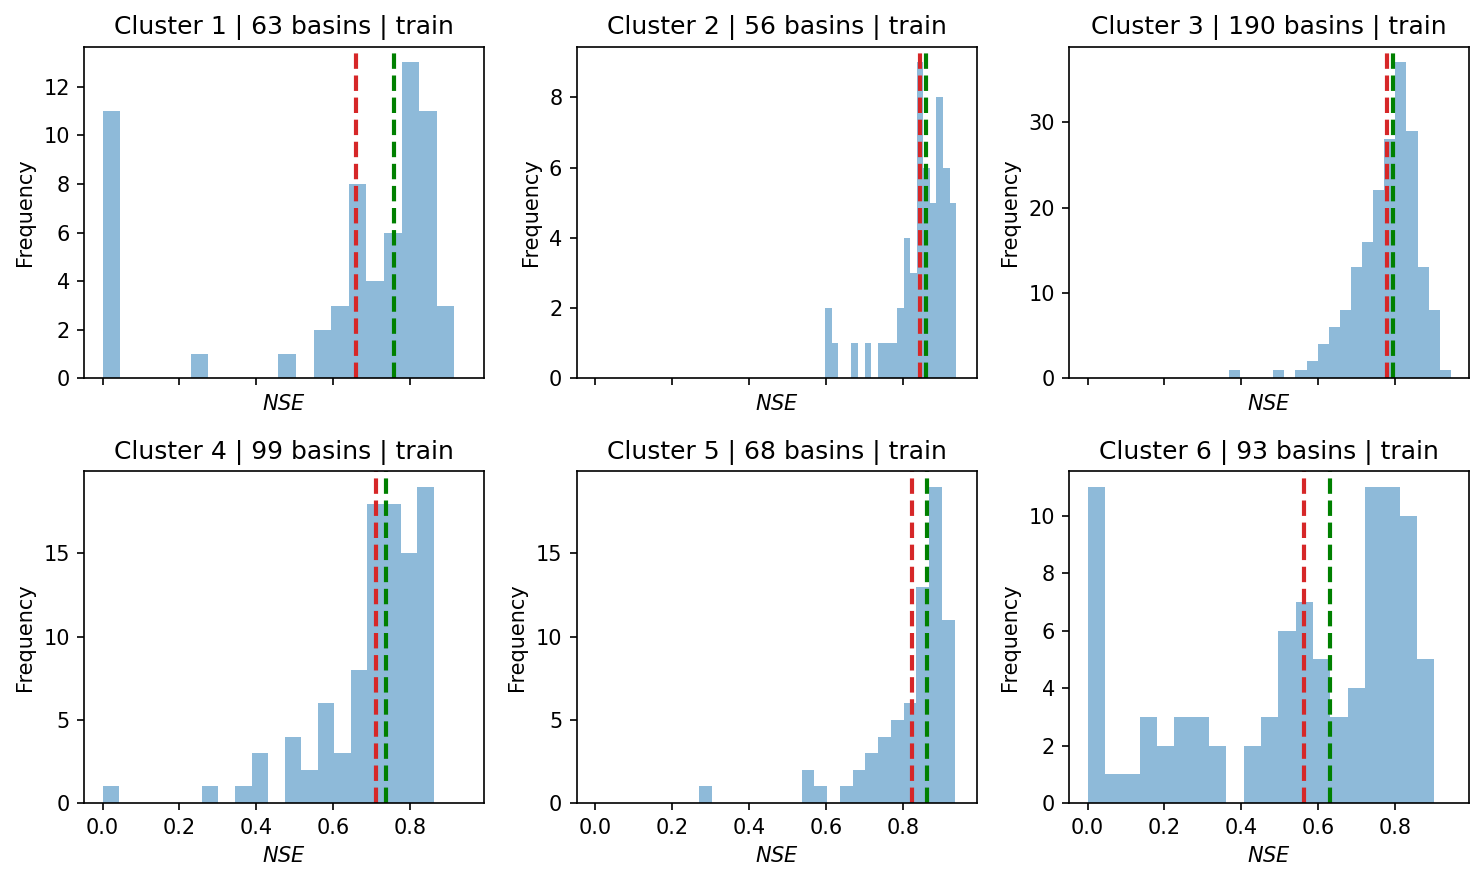 Cluster 1 | 63 basins | train
Frequency
12
10
8
6
4
2
0
NSE
Cluster 2 | 56 basins | train
Frequency
8
6
4
2
0
NSE
Cluster 3 | 190 basins | train
Frequency
30
20
10
0
NSE
Cluster 4 | 99 basins | train
Frequency
15
10
5
0
0.0 0.2 0.4 0.6 0.8
NSE
Cluster 5 | 68 basins | train
Frequency
15
10
5
0
0.0 0.2 0.4 0.6 0.8
NSE
Cluster 6 | 93 basins | train
Frequency
10
8
6
4
2
0
0.0 0.2 0.4 0.6 0.8
NSE